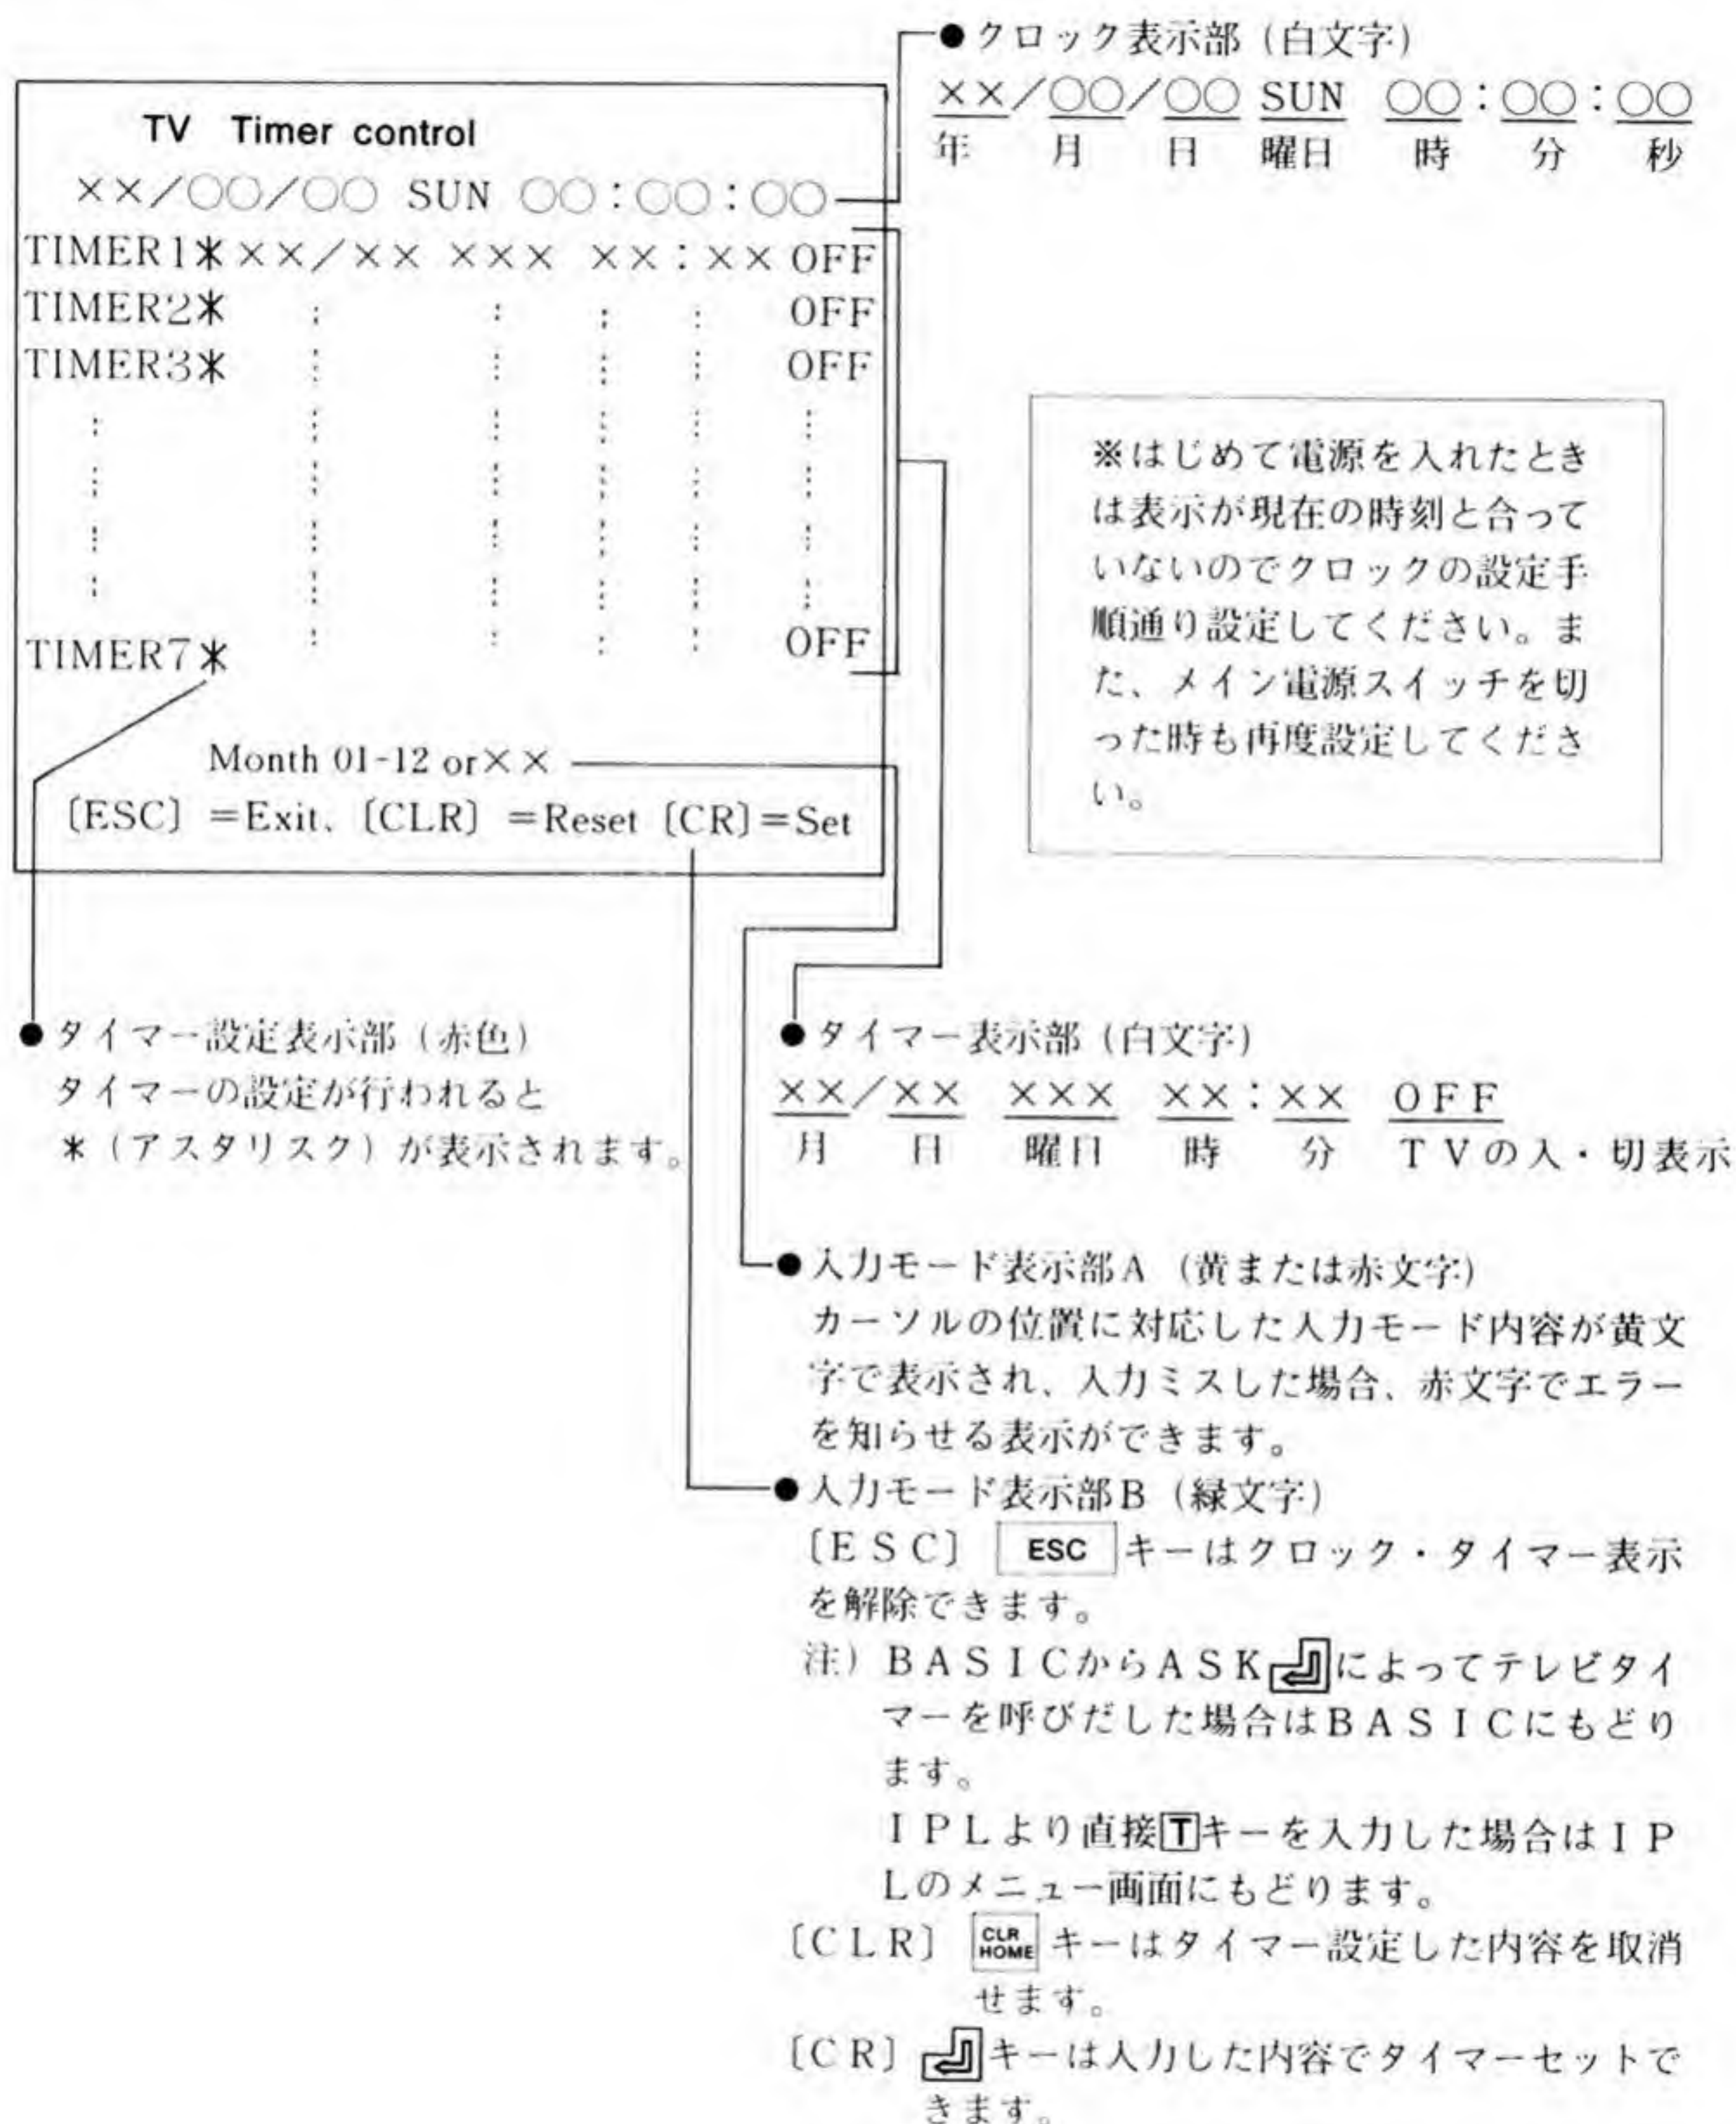 ●クロック表示部（白文字）
××／○○／○○ SUN ○○：○○：○○
年 月 日 曜日 時 分 秒
TV Timer control
××／○○／○○ SUN ○○：○○：○○
TIMER1＊××／×× ××× ××：×× OFF
TIMER2＊ OFF
TIMER3＊ OFF
TIMER7＊ OFF
Month 01-12 or××
〔ESC〕＝Exit、〔CLR〕＝Reset〔CR〕＝Set
※はじめて電源を入れたとき
は表示が現在の時刻と合って
いないのでクロックの設定手
順通り設定してください。ま
た、メイン電源スイッチを切
った時も再度設定してくださ
い。
●タイマー設定表示部（赤色）
タイマーの設定が行われると
＊（アスタリスク）が表示されます。
●タイマー表示部（白文字）
××／×× ××× ××：×× OFF
月 日 曜日 時 分 TVの入・切表示
●入力モード表示部A（黄または赤文字）
カーソルの位置に対応した入力モード内容が黄文
字で表示され、入力ミスした場合、赤文字でエラー
を知らせる表示ができます。
●入力モード表示部B（緑文字）
〔ESC〕 ESC キーはクロック・タイマー表示
を解除できます。
注）BASICからASK↵によってテレビタイ
マーを呼びだした場合はBASICにもどり
ます。
IPLより直接Tキーを入力した場合はIP
Lのメニュー画面にもどります。
〔CLR〕 CLR HOME キーはタイマー設定した内容を取消
せます。
〔CR〕↵キーは入力した内容でタイマーセットで
きます。